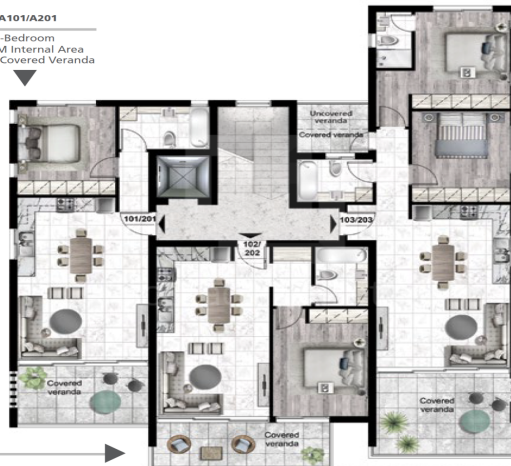 A101/A201
-Bedroom
M Internal Area
Covered Veranda
Uncovered
veranda
Covered veranda
101/201
103/203
102/
202
Covered
veranda
Covered
veranda
Covered
veranda